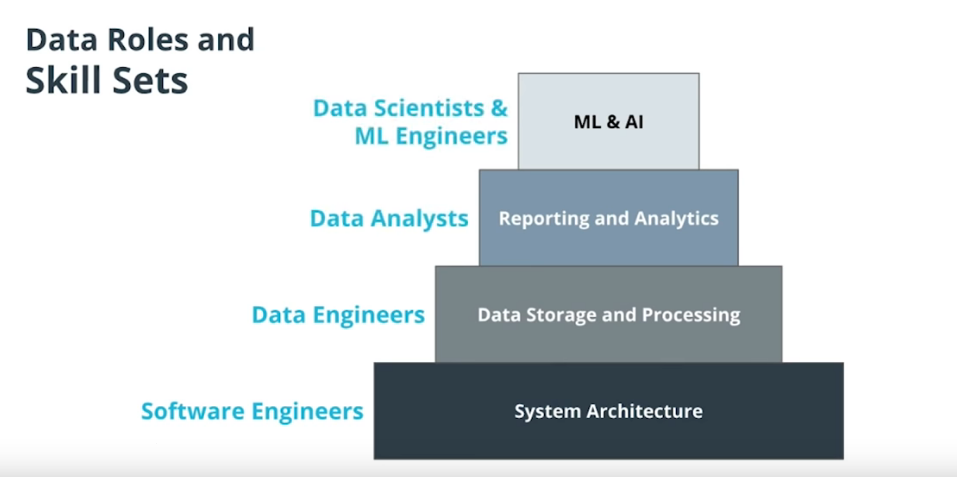 Data Roles and
Skill Sets
Data Scientists &
ML Engineers
ML & AI
Data Analysts
Reporting and Analytics
Data Engineers
Data Storage and Processing
Software Engineers
System Architecture